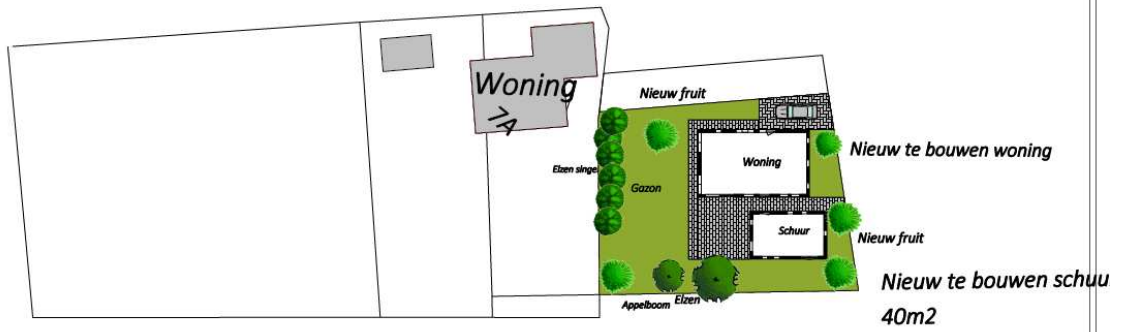 Woning
7A
Nieuw fruit
Elzen singel
Gazon
Woning
Nieuw te bouwen woning
Schuur
Nieuw fruit
Appelboom
Elzen
Nieuw te bouwen schuu
40m2